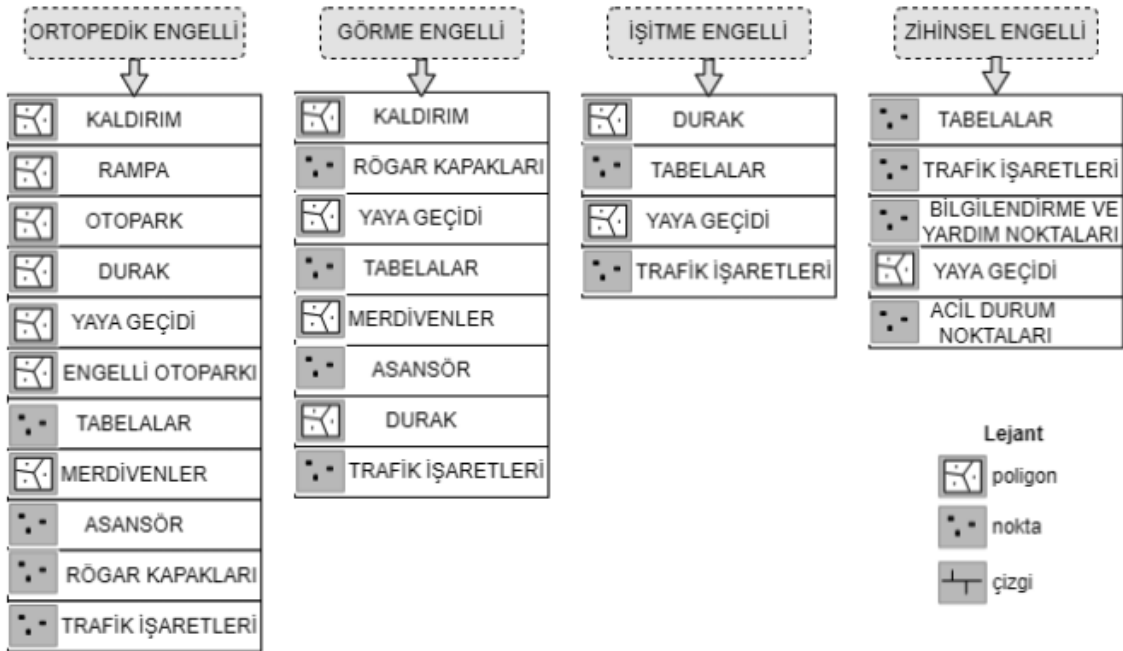 ORTOPEDİK ENGELLİ
KALDIRIM
RAMPA
OTOPARK
DURAK
YAYA GEÇİDİ
ENGELLİ OTOPARKI
TABELALAR
MERDİVENLER
ASANSÖR
RÖGAR KAPAKLARI
TRAFİK İŞARETLERİ
GÖRME ENGELLİ
KALDIRIM
RÖGAR KAPAKLARI
YAYA GEÇİDİ
TABELALAR
MERDİVENLER
ASANSÖR
DURAK
TRAFİK İŞARETLERİ
İŞİTME ENGELLİ
DURAK
TABELALAR
YAYA GEÇİDİ
TRAFİK İŞARETLERİ
ZİHİNSEL ENGELLİ
TABELALAR
TRAFİK İŞARETLERİ
BİLGİLENDİRME VE
YARDIM NOKTALARI
YAYA GEÇİDİ
ACİL DURUM
NOKTALARI
Lejant
poligon
nokta
çizgi